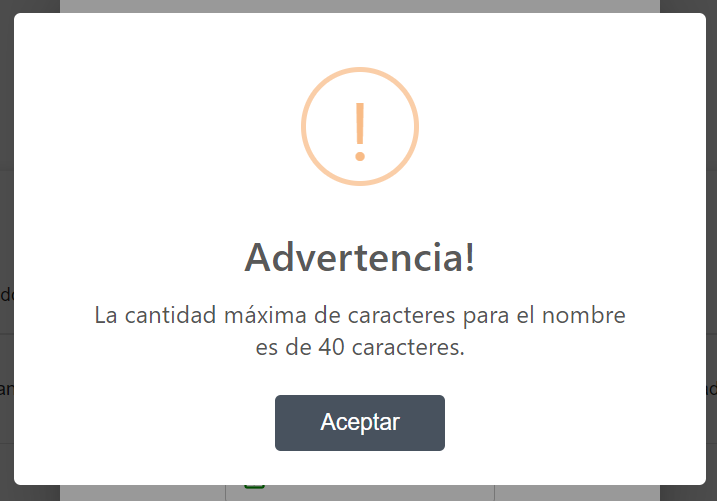 Advertencia!
La cantidad máxima de caracteres para el nombre
es de 40 caracteres.
Aceptar